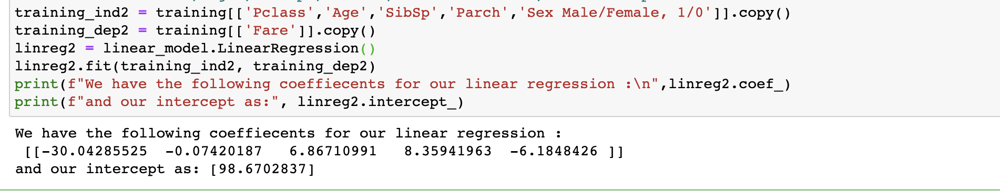 training_ind2 = training[['Pclass','Age','SibSp','Parch','Sex Male/Female, 1/0']].copy()
training_dep2 = training[['Fare']].copy()
linreg2 = linear_model.LinearRegression()
linreg2.fit(training_ind2, training_dep2)
print(f"We have the following coeffiecents for our linear regression :\n",linreg2.coef_)
print(f"and our intercept as:", linreg2.intercept_)
We have the following coeffiecents for our linear regression :
[[-30.04285525 -0.07420187 6.86710991 8.35941963 -6.1848426 ]]
and our intercept as: [98.6702837]